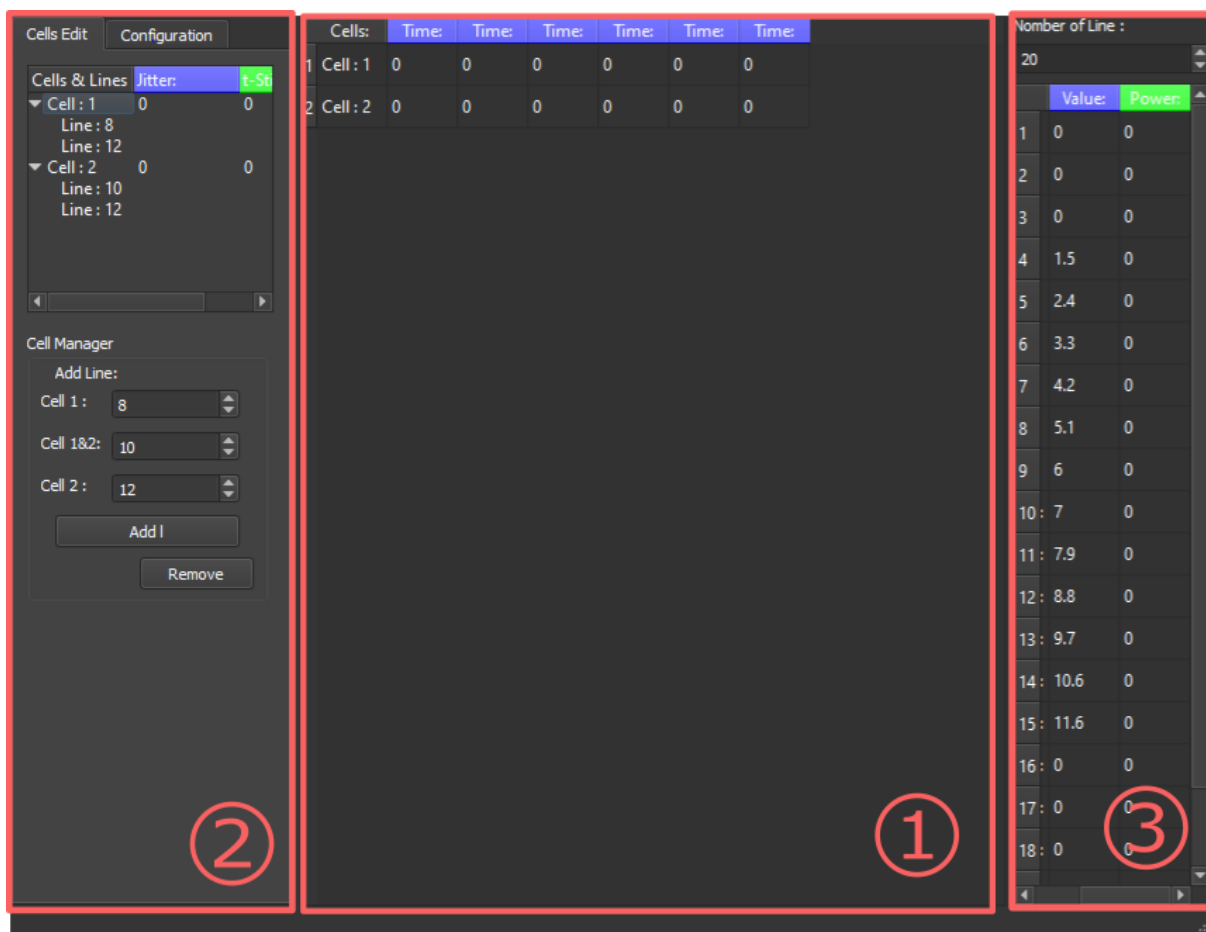 Cells Edit Configuration
Cells & Lines Jitter: t-St
Cell : 1 0 0
Line : 8
Line : 12
Cell : 2 0 0
Line : 10
Line : 12
Cell Manager
Add Line:
Cell 1 : 8
Cell 1&2: 10
Cell 2 : 12
Add l
Remove
②
Cells: Time: Time: Time: Time: Time: Time:
1 Cell : 1 0 0 0 0 0 0
2 Cell : 2 0 0 0 0 0 0
①
Nomber of Line :
20
Value: Power:
1 0 0
2 0 0
3 0 0
4 1.5 0
5 2.4 0
6 3.3 0
7 4.2 0
8 5.1 0
9 6 0
10 : 7 0
11 : 7.9 0
12 : 8.8 0
13 : 9.7 0
14 : 10.6 0
15 : 11.6 0
16 : 0 0
17 : 0 0
18 : 0 0
③